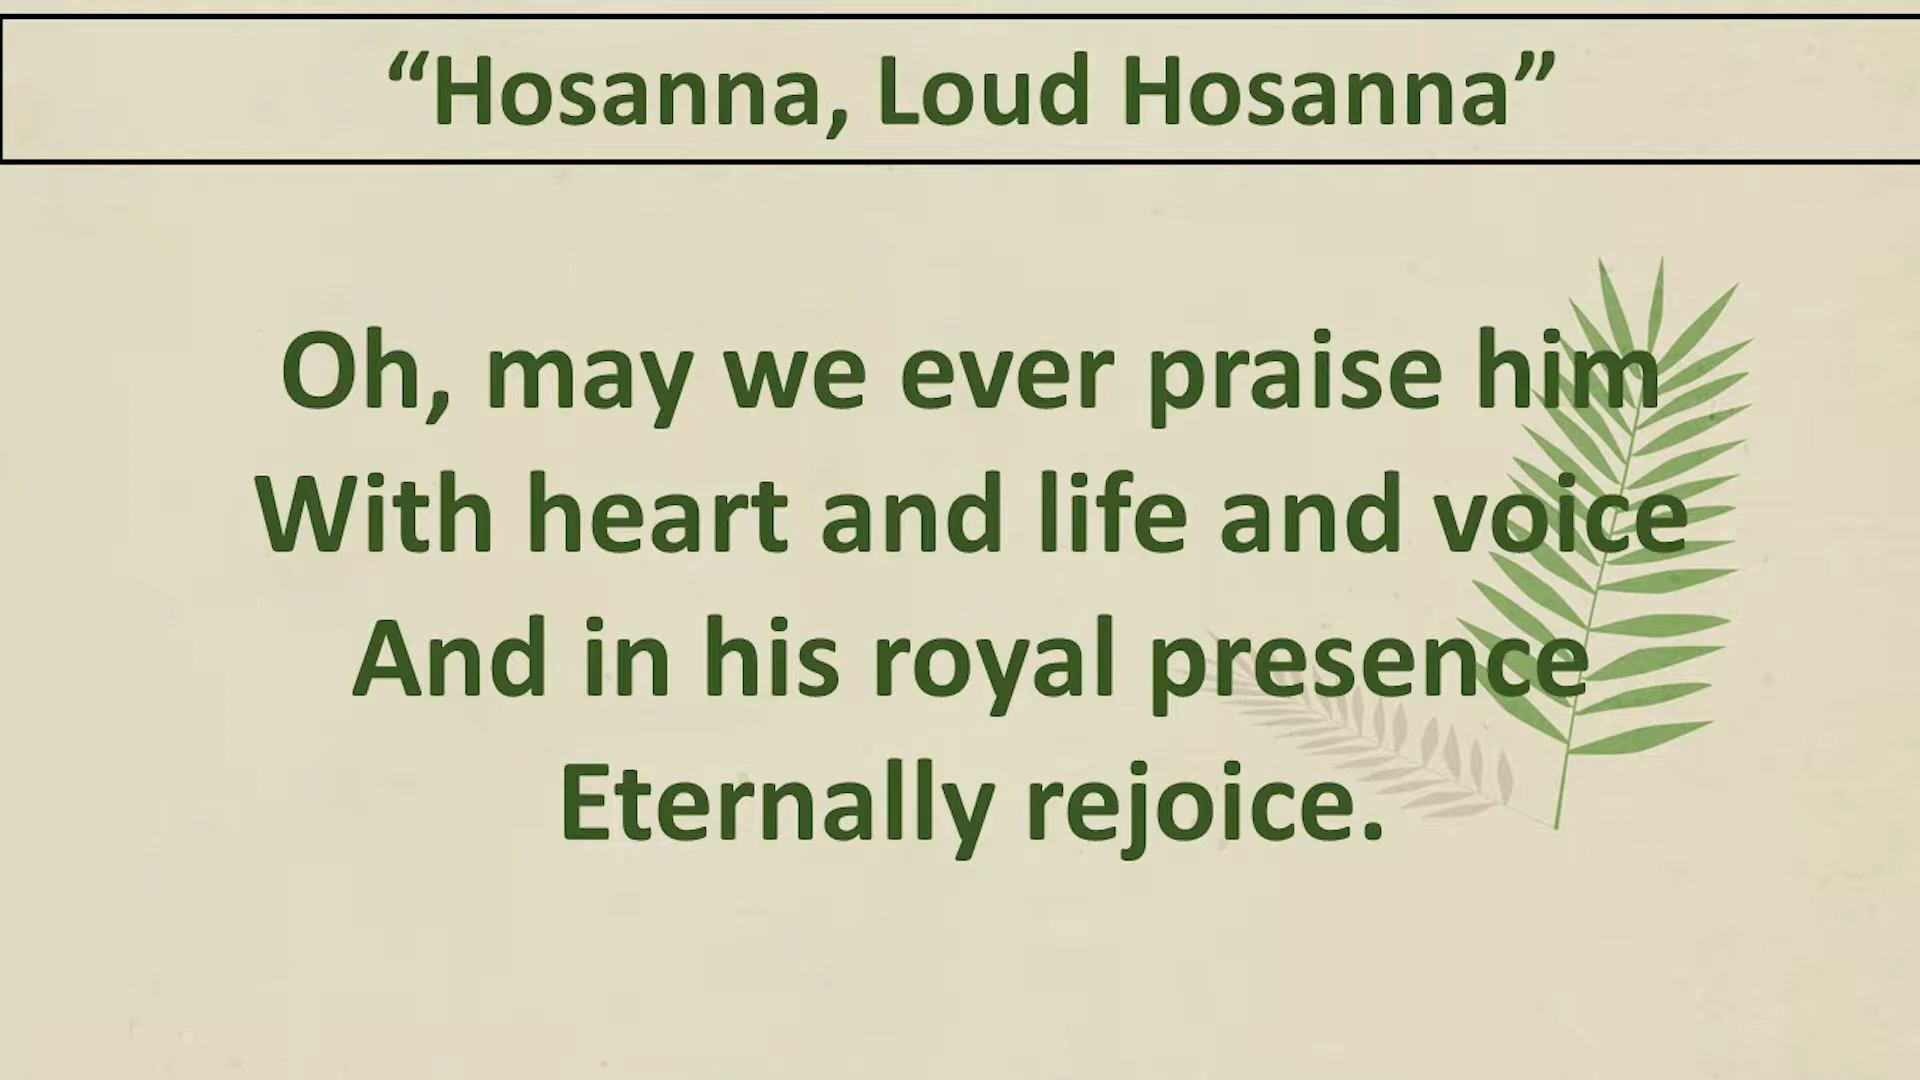 “Hosanna, Loud Hosanna”
Oh, may we ever praise him
With heart and life and voice
And in his royal presence
Eternally rejoice.